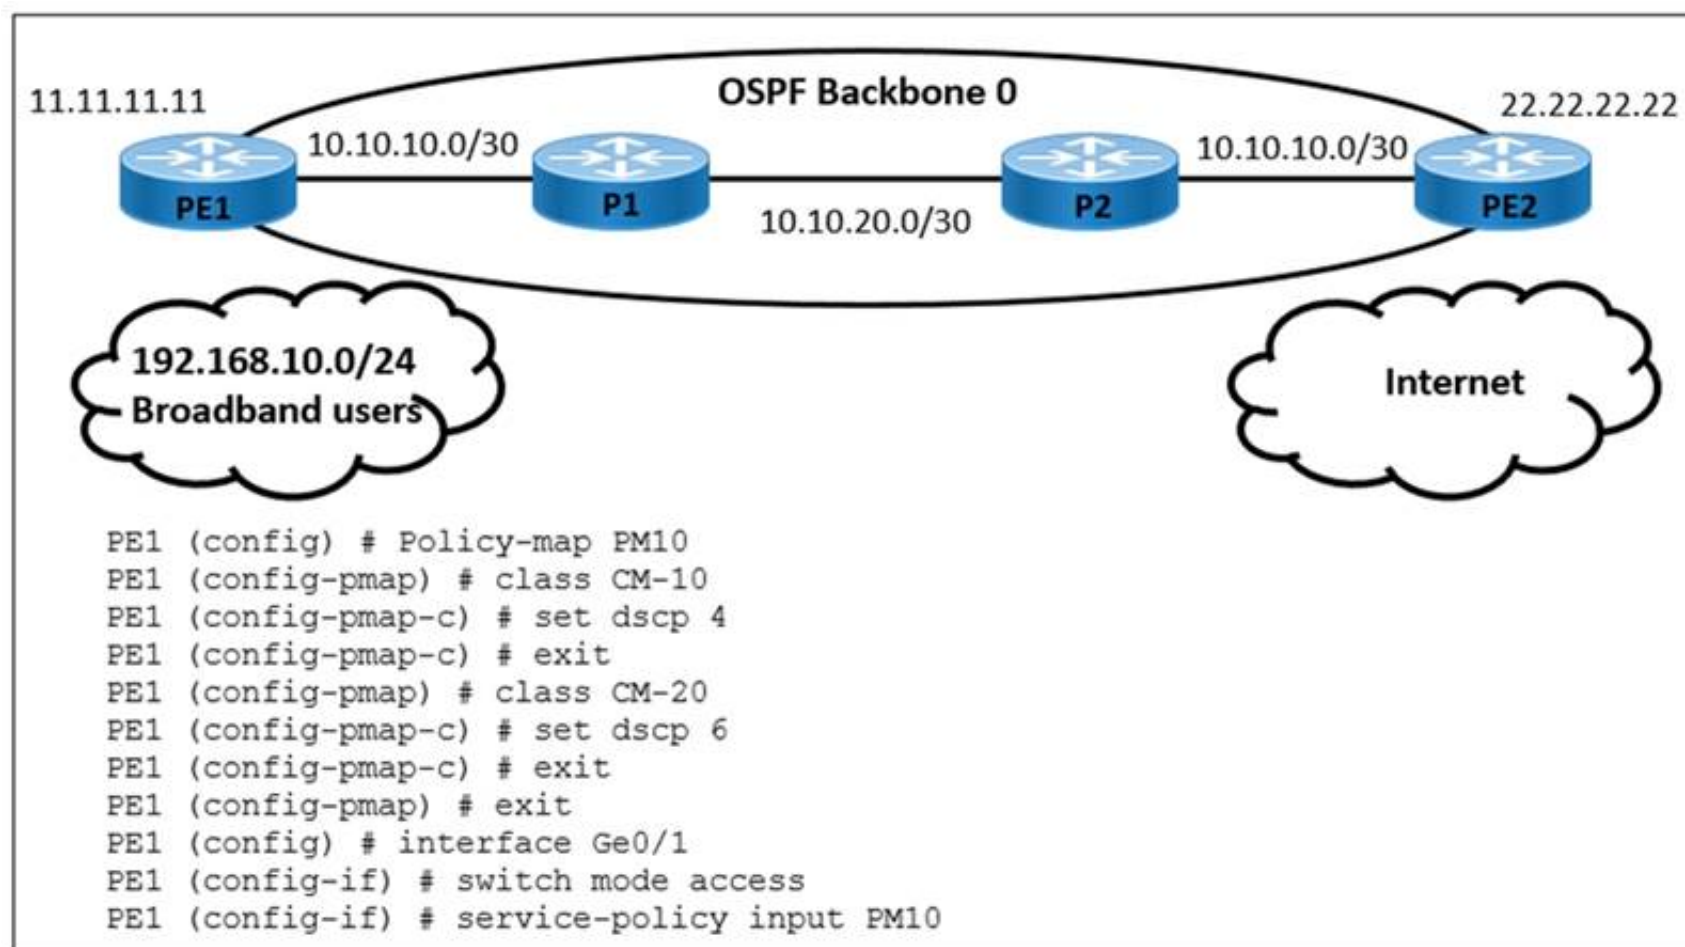 OSPF Backbone 0
11.11.11.11
22.22.22.22
10.10.10.0/30
10.10.10.0/30
PE1
P1
P2
PE2
10.10.20.0/30
192.168.10.0/24
Broadband users
Internet
PE1 (config) # Policy-map PM10
PE1 (config-pmap) # class CM-10
PE1 (config-pmap-c) # set dscp 4
PE1 (config-pmap-c) # exit
PE1 (config-pmap) # class CM-20
PE1 (config-pmap-c) # set dscp 6
PE1 (config-pmap-c) # exit
PE1 (config-pmap) # exit
PE1 (config) # interface Ge0/1
PE1 (config-if) # switch mode access
PE1 (config-if) # service-policy input PM10